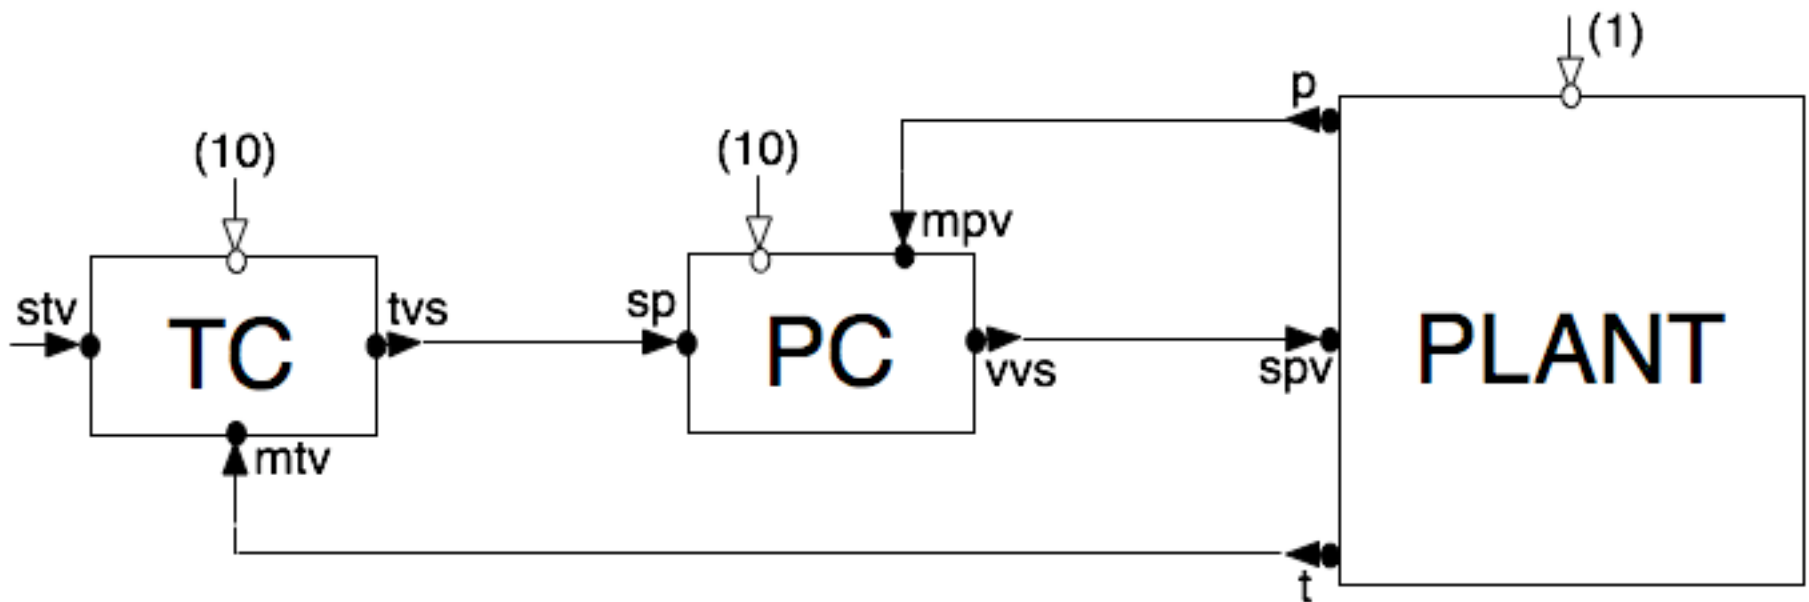 (1)
p
(10)
(10)
mpv
stv
tvs
sp
TC
PC
PLANT
vvs
spv
mtv
t